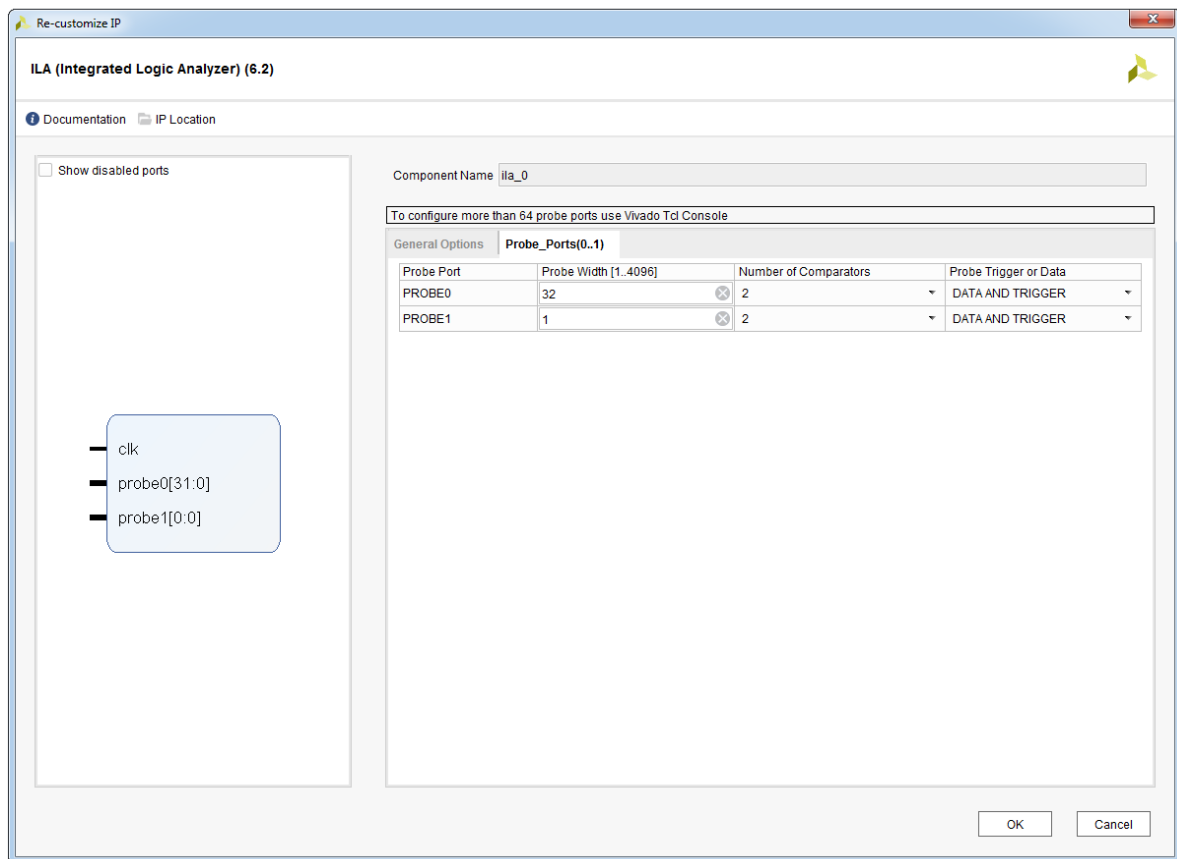 Re-customize IP
ILA (Integrated Logic Analyzer) (6.2)
Documentation IP Location
Show disabled ports
clk
probe0[31:0]
probe1[0:0]
Component Name ila_0
To configure more than 64 probe ports use Vivado Tcl Console
General Options Probe_Ports(0..1)
Probe Port Probe Width [1..4096] Number of Comparators Probe Trigger or Data
PROBE0 32 2 DATA AND TRIGGER
PROBE1 1 2 DATA AND TRIGGER
OK Cancel